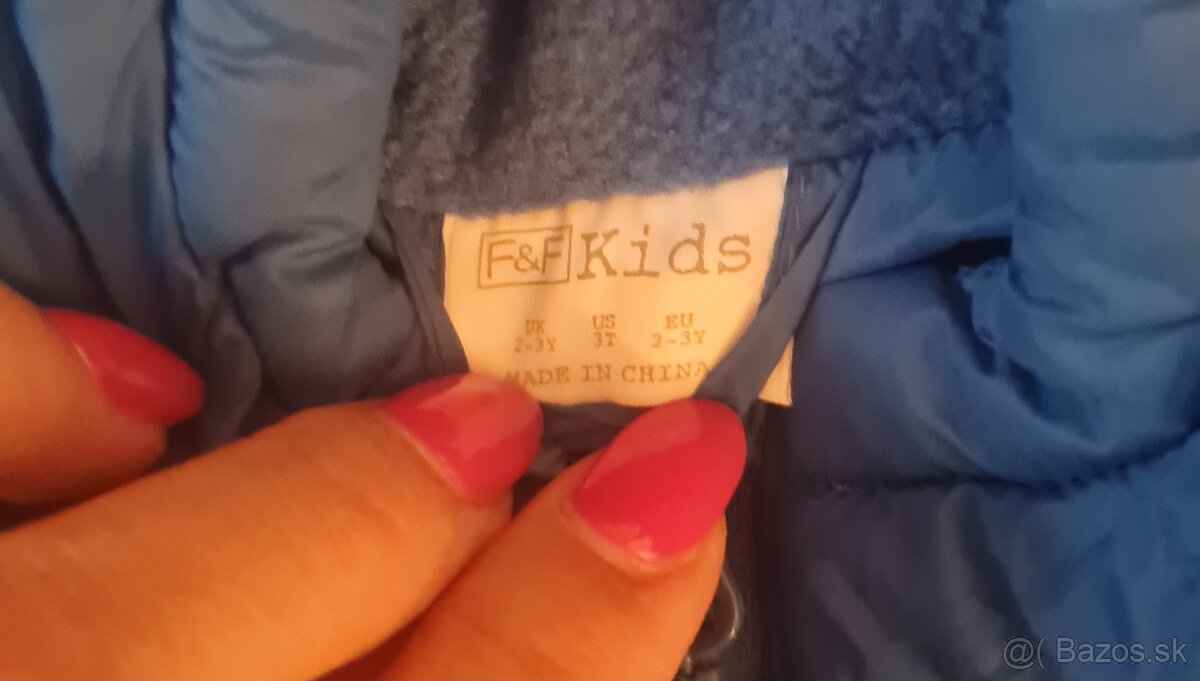 F&F Kids
UK US EU
2-3Y 3T 2-3Y
MADE IN CHINA
@( Bazos.sk